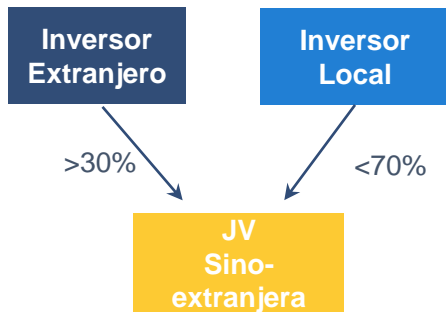 Inversor
Extranjero
Inversor
Local
>30%
<70%
JV
Sino-
extranjera